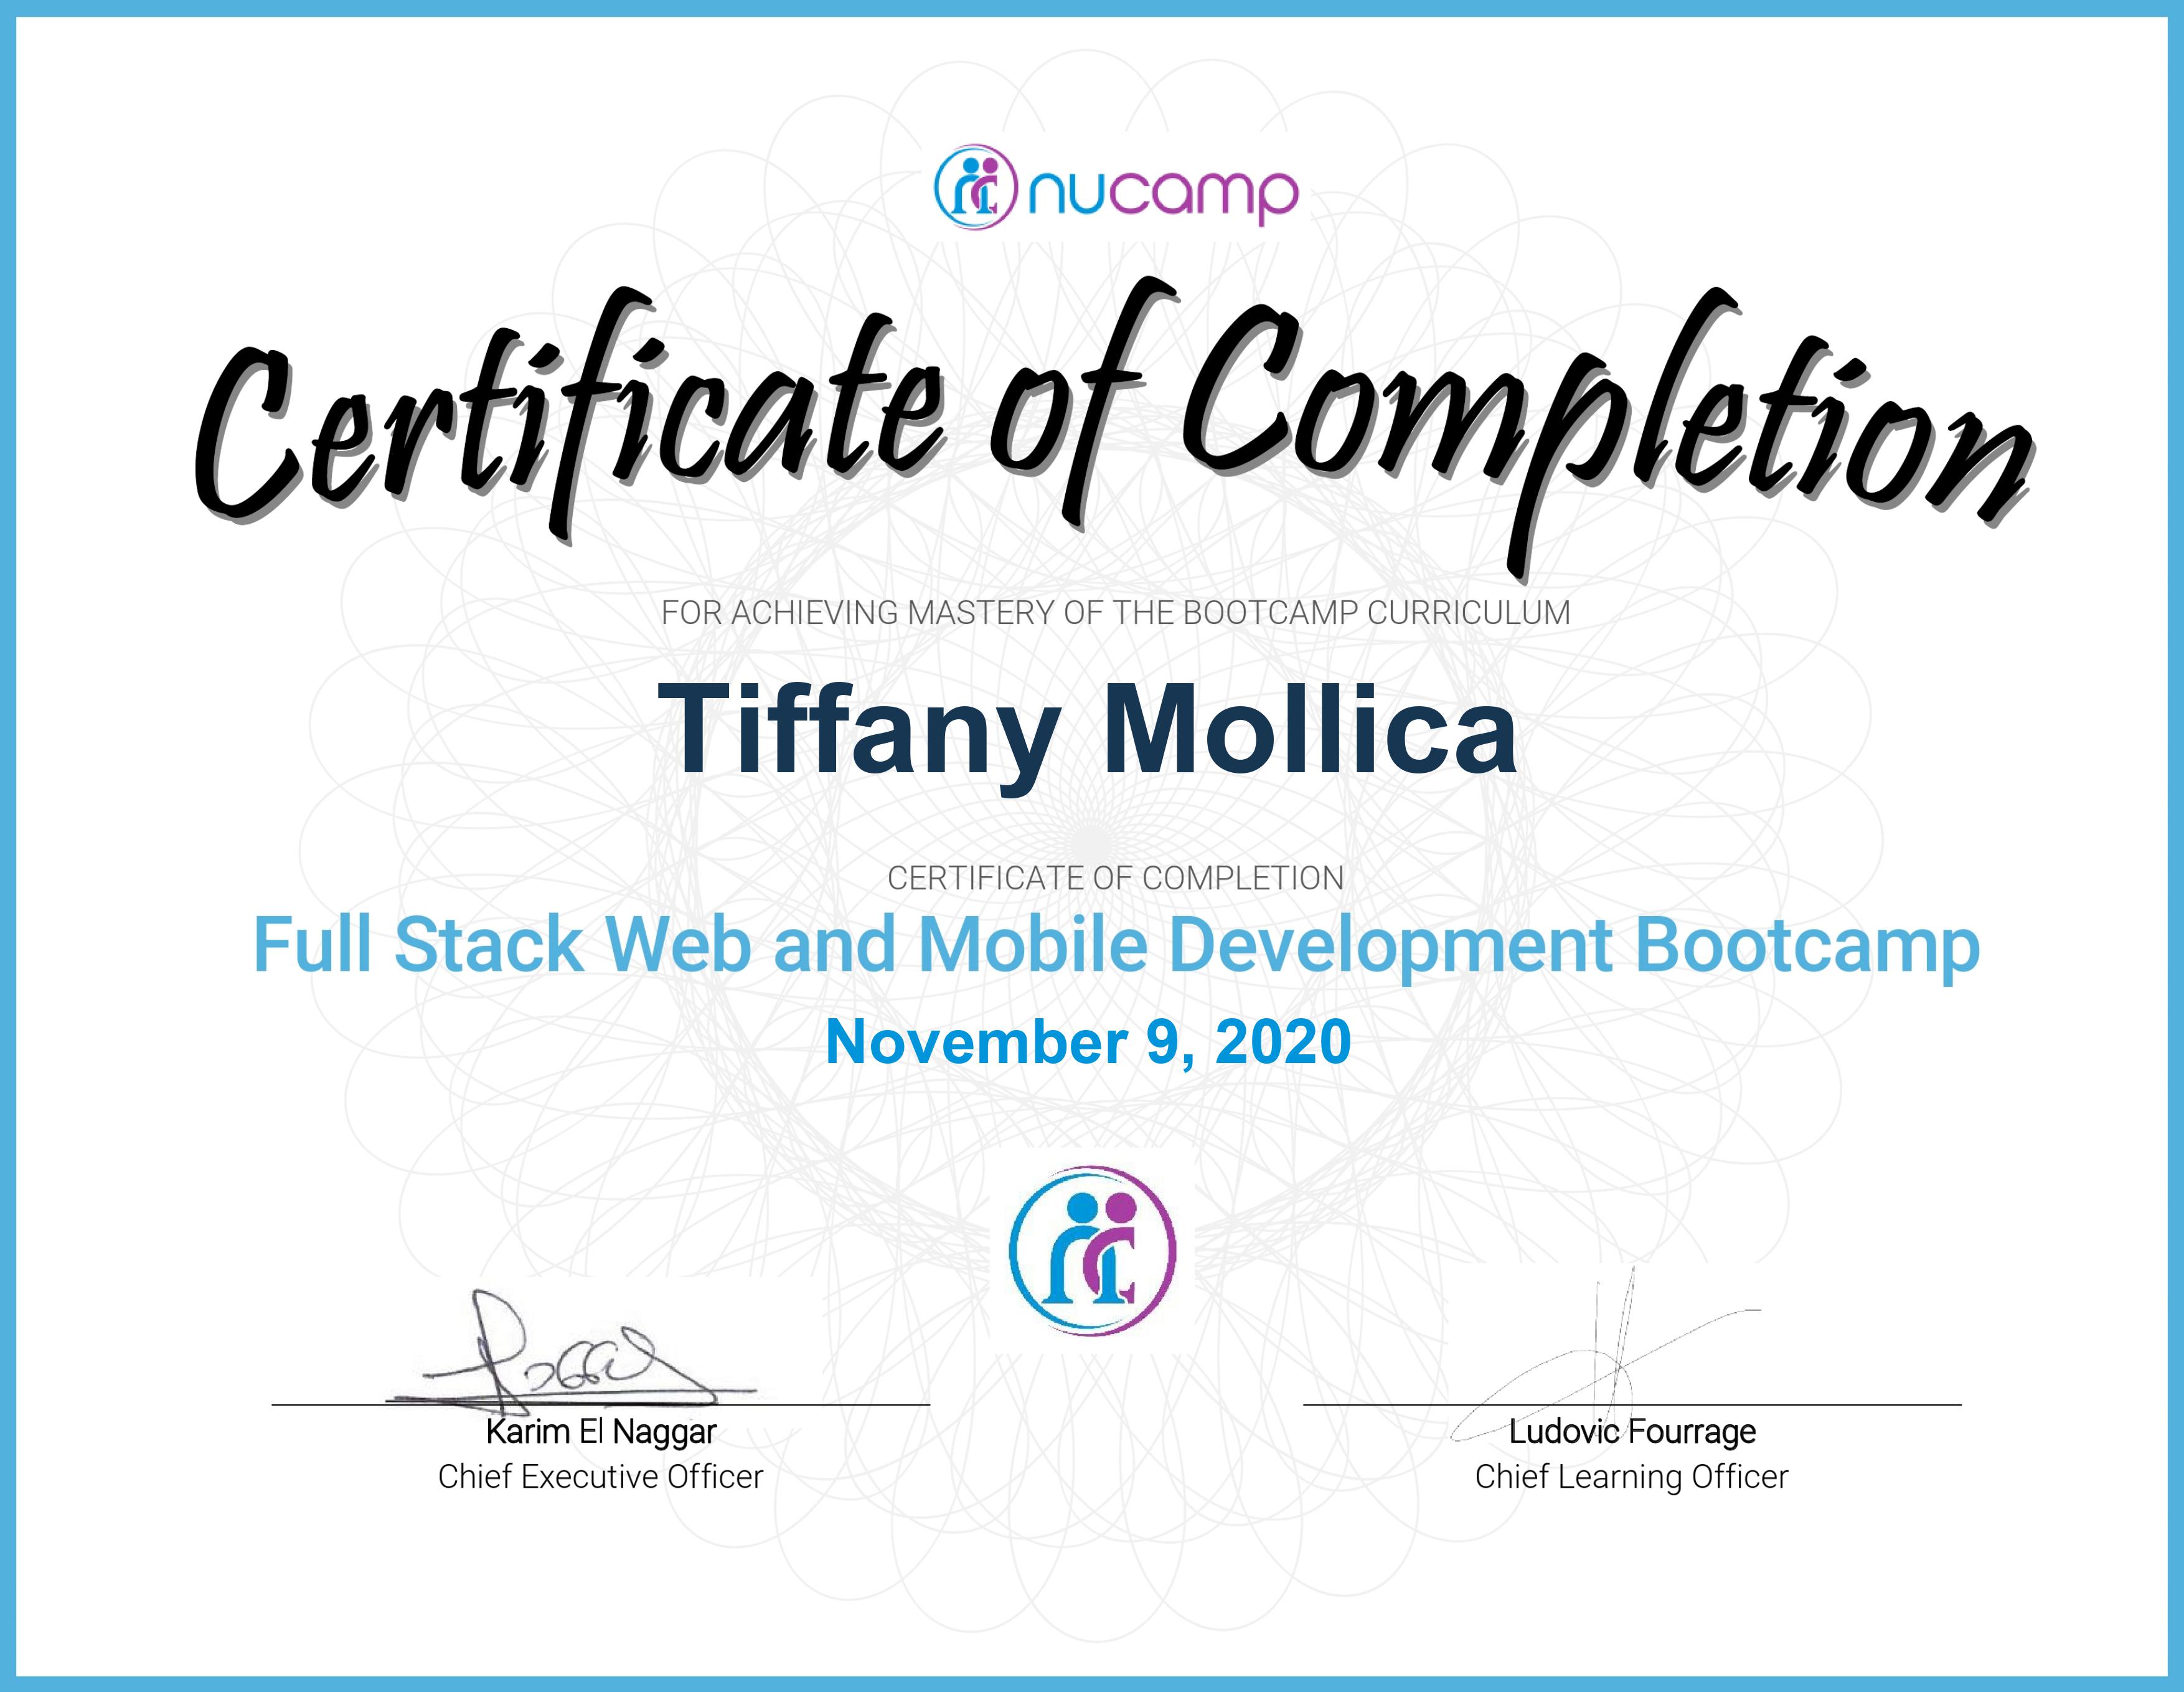 nucamp
Certificate of Completion
FOR ACHIEVING MASTERY OF THE BOOTCAMP CURRICULUM
Tiffany Mollica
CERTIFICATE OF COMPLETION
Full Stack Web and Mobile Development Bootcamp
November 9, 2020
Karim El Naggar
Chief Executive Officer
Ludovic Fourrage
Chief Learning Officer